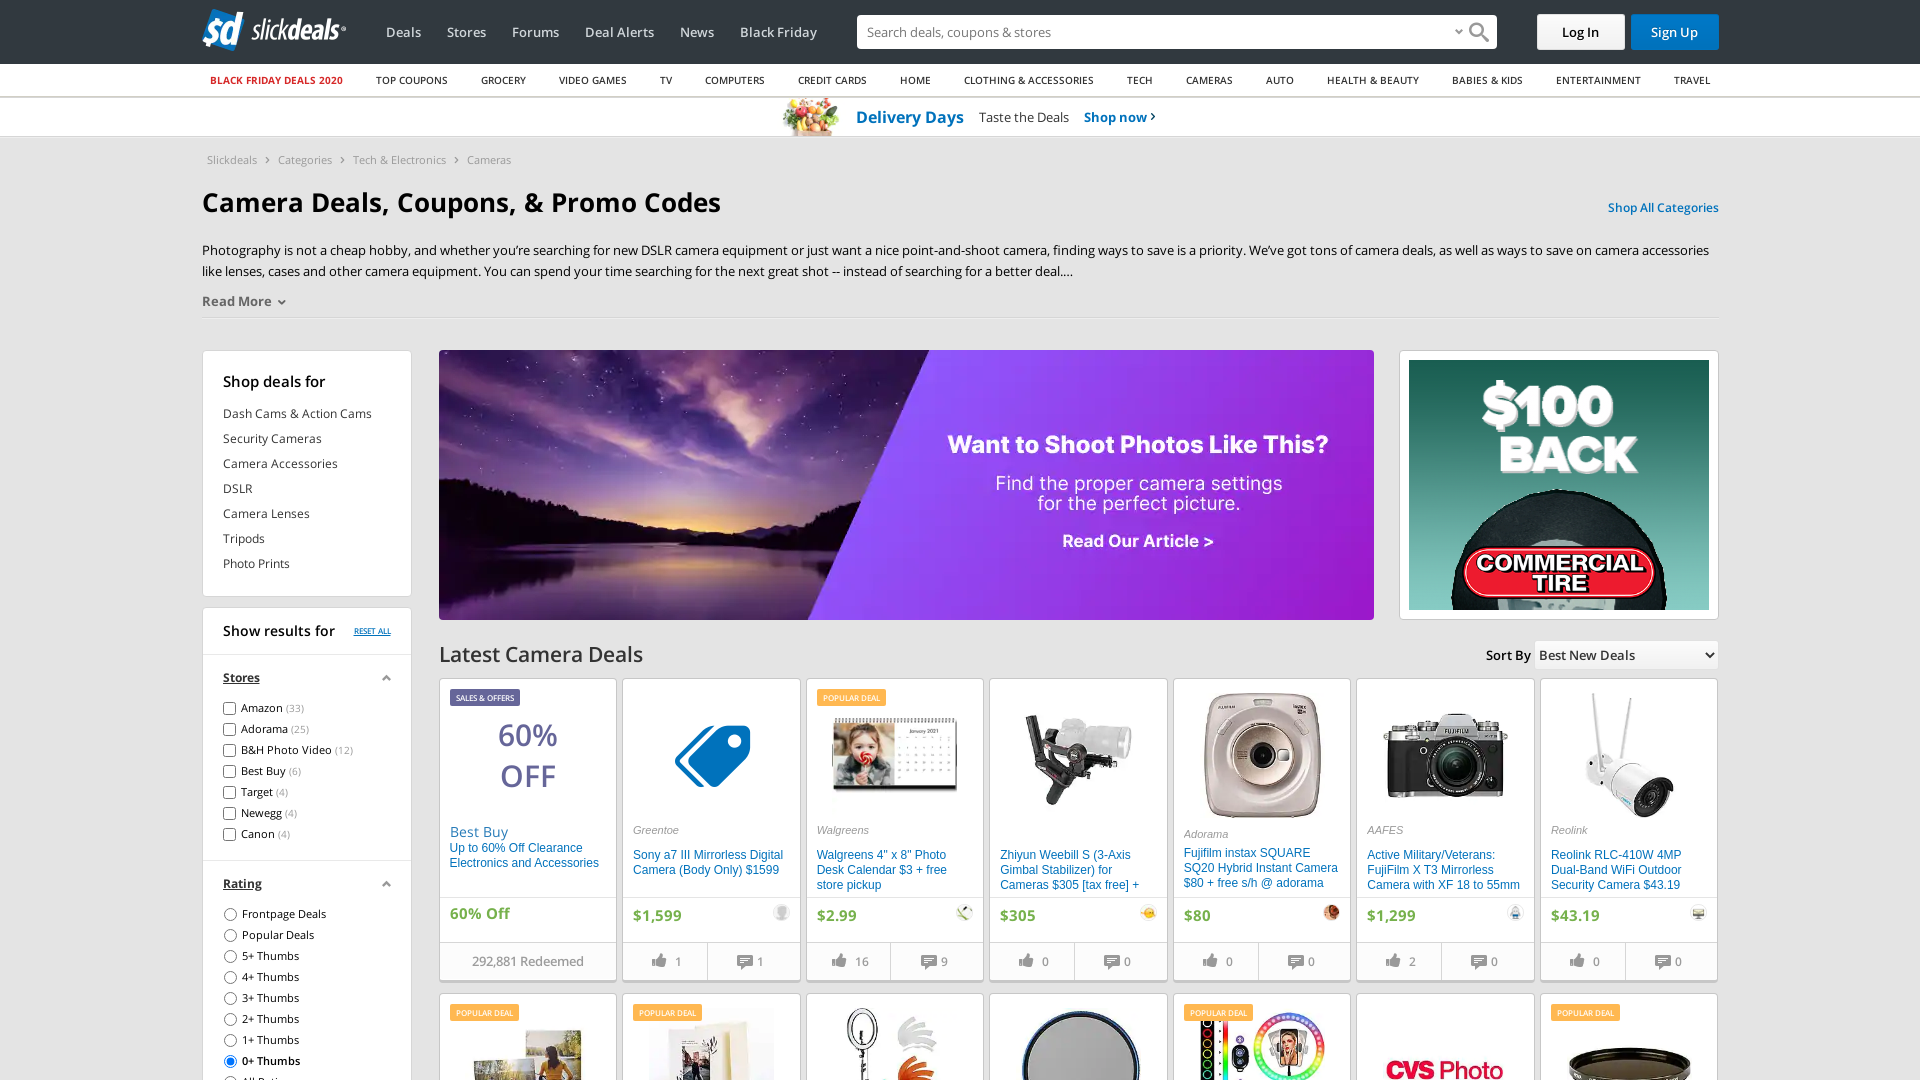 sd slickdeals
Deals
Stores
Forums
Deal Alerts
News
Black Friday
Search deals, coupons & stores
Log In
Sign Up
BLACK FRIDAY DEALS 2020
TOP COUPONS
GROCERY
VIDEO GAMES
TV
COMPUTERS
CREDIT CARDS
HOME
CLOTHING & ACCESSORIES
TECH
CAMERAS
AUTO
HEALTH & BEAUTY
BABIES & KIDS
ENTERTAINMENT
TRAVEL
Delivery Days Taste the Deals Shop now
Slickdeals > Categories > Tech & Electronics > Cameras
Camera Deals, Coupons, & Promo Codes
Shop All Categories
Photography is not a cheap hobby, and whether you’re searching for new DSLR camera equipment or just want a nice point-and-shoot camera, finding ways to save is a priority. We’ve got tons of camera deals, as well as ways to save on camera accessories
like lenses, cases and other camera equipment. You can spend your time searching for the next great shot -- instead of searching for a better deal.…
Read More
Shop deals for
Dash Cams & Action Cams
Security Cameras
Camera Accessories
DSLR
Camera Lenses
Tripods
Photo Prints
Want to Shoot Photos Like This?
Find the proper camera settings
for the perfect picture.
Read Our Article >
$100
BACK
COMMERCIAL
TIRE
Show results for
RESET ALL
Stores
Amazon (33)
Adorama (25)
B&H Photo Video (12)
Best Buy (6)
Target (4)
Newegg (4)
Canon (4)
Rating
Frontpage Deals
Popular Deals
5+ Thumbs
4+ Thumbs
3+ Thumbs
2+ Thumbs
1+ Thumbs
0+ Thumbs
Latest Camera Deals
Sort By
Best New Deals
SALES & OFFERS
60%
OFF
Best Buy
Up to 60% Off Clearance
Electronics and Accessories
60% Off
292,881 Redeemed
Greentoe
Sony a7 III Mirrorless Digital
Camera (Body Only) $1599
$1,599
1
1
POPULAR DEAL
January 2021
Walgreens
Walgreens 4" x 8" Photo
Desk Calendar $3 + free
store pickup
$2.99
16
9
Zhiyun Weebill S (3-Axis
Gimbal Stabilizer) for
Cameras $305 [tax free] +
$305
0
0
Adorama
Fujifilm instax SQUARE
SQ20 Hybrid Instant Camera
$80 + free s/h @ adorama
$80
0
0
FUJIFILM
AAFES
Active Military/Veterans:
FujiFilm X T3 Mirrorless
Camera with XF 18 to 55mm
$1,299
2
0
Reolink
Reolink RLC-410W 4MP
Dual-Band WiFi Outdoor
Security Camera $43.19
$43.19
0
0
POPULAR DEAL
POPULAR DEAL
POPULAR DEAL
CVS Photo
POPULAR DEAL